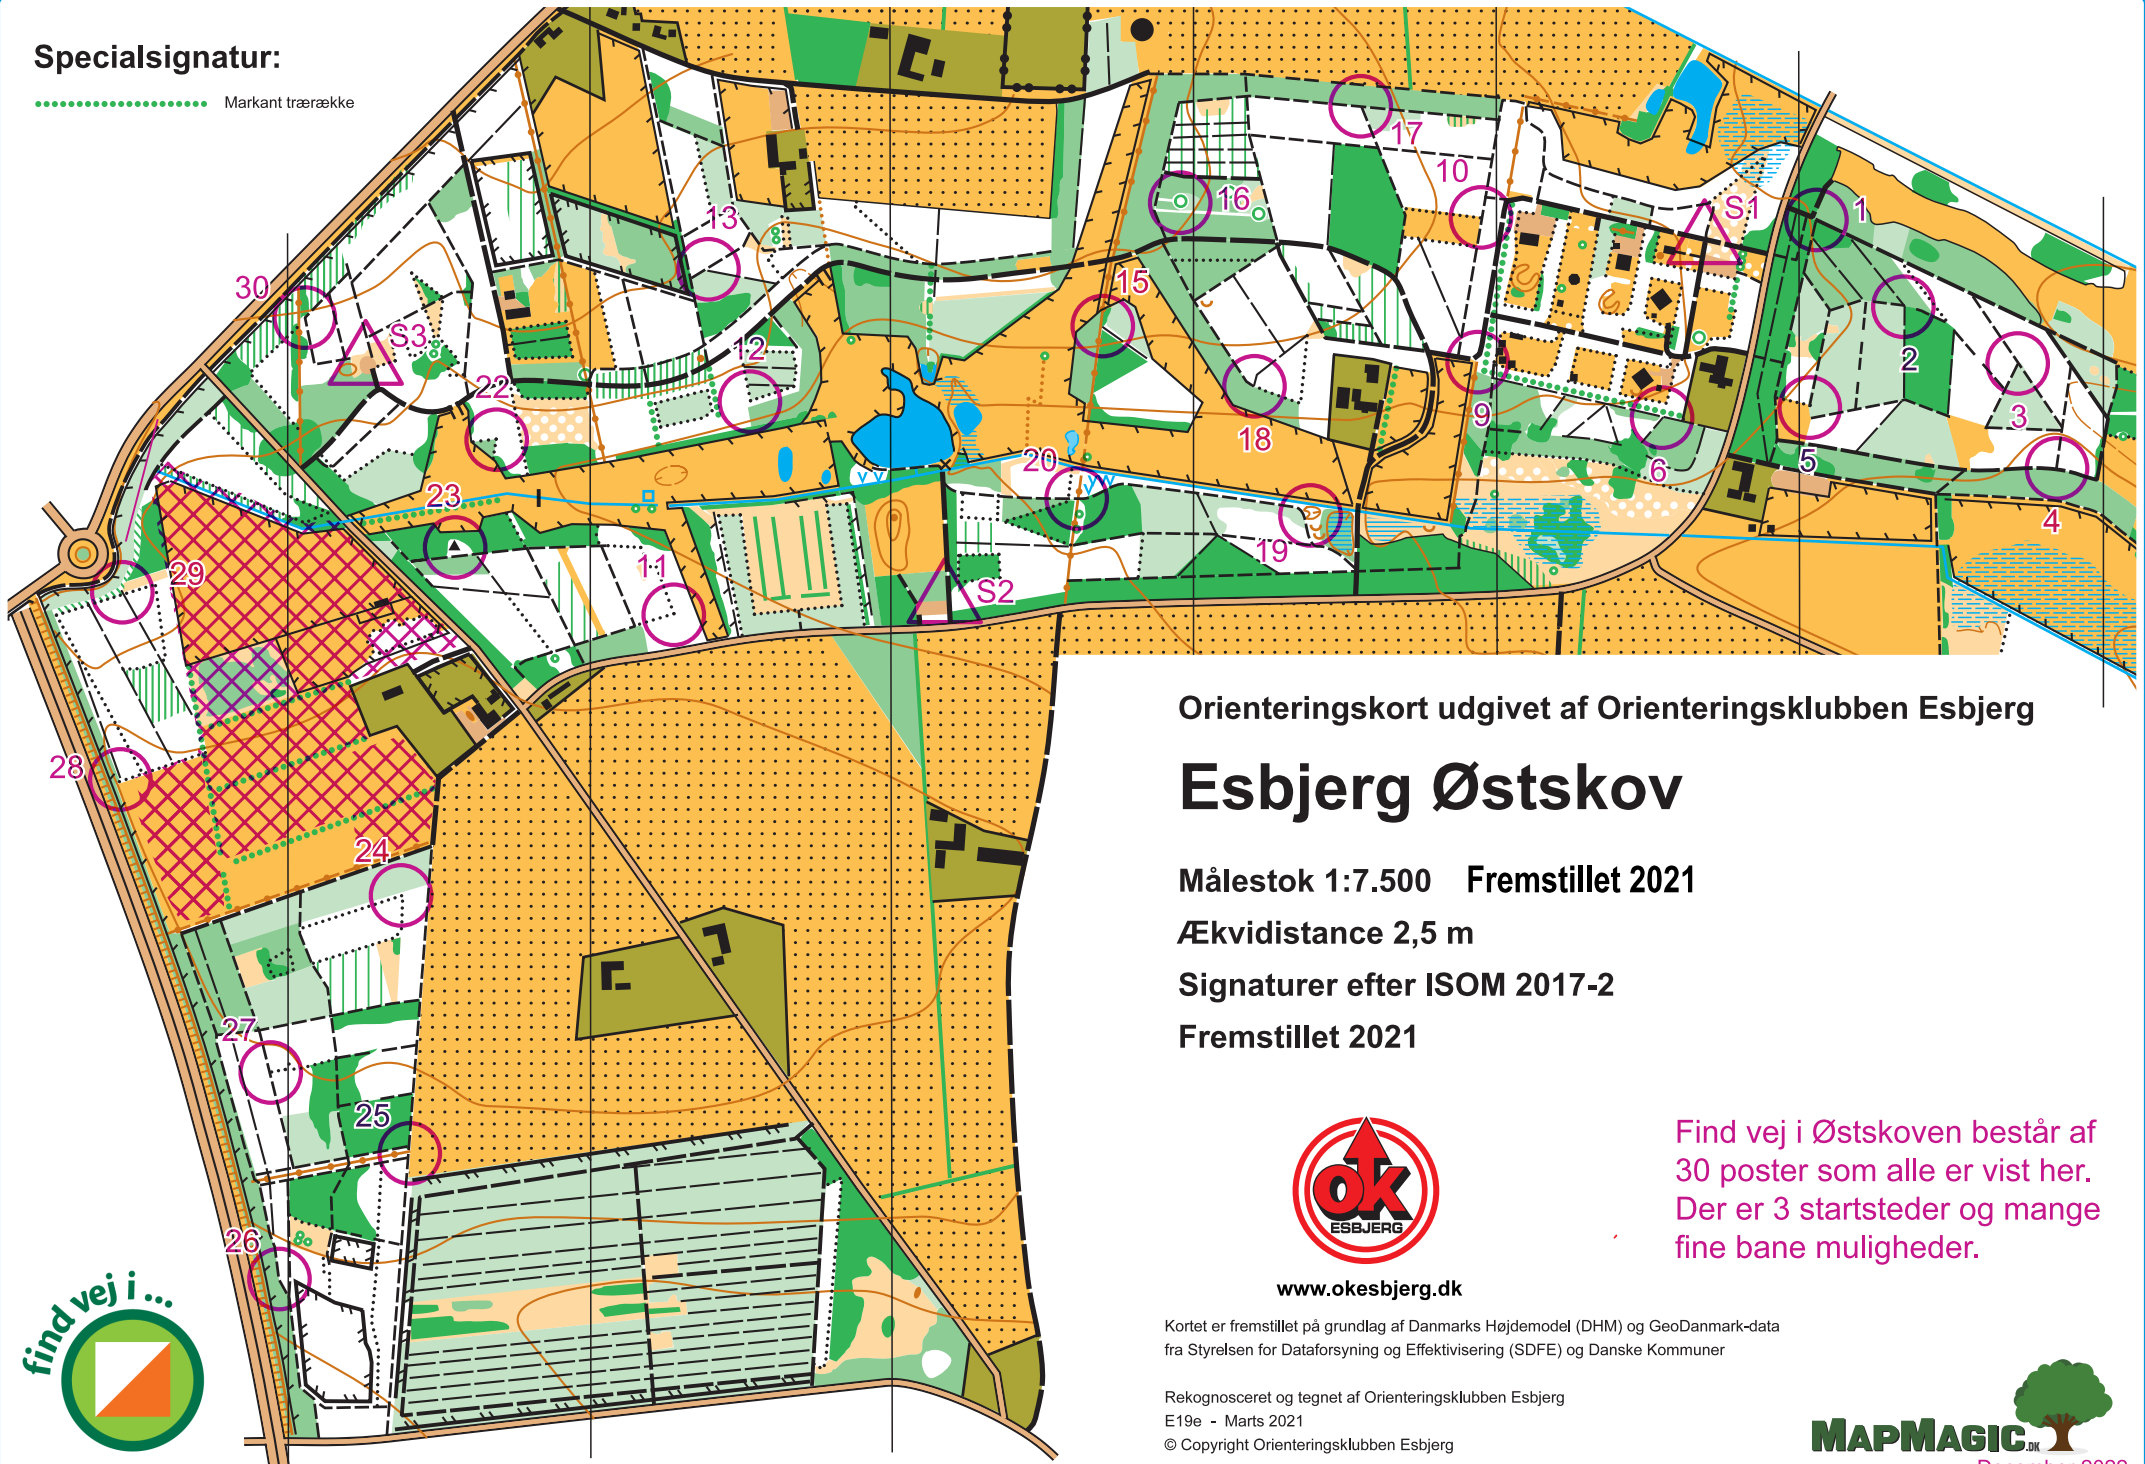 Specialsignatur:
Markant trærække
17
10
16
S1
1
13
30
15
S3
12
2
22
3
9
18
6
5
20
23
4
19
11
S2
29
28
24
27
25
26
Orienteringskort udgivet af Orienteringsklubben Esbjerg
Esbjerg Østskov
Målestok 1:7.500 Fremstillet 2021
Ækvidistance 2,5 m
Signaturer efter ISOM 2017-2
Fremstillet 2021
Find vej i Østskoven består af
30 poster som alle er vist her.
Der er 3 startsteder og mange
fine bane muligheder.
ok
ESBJERG
www.okesbjerg.dk
find vej i ...
Kortet er fremstillet på grundlag af Danmarks Højdemodel (DHM) og GeoDanmark-data
fra Styrelsen for Dataforsyning og Effektivisering (SDFE) og Danske Kommuner
Rekognosceret og tegnet af Orienteringsklubben Esbjerg
E19e - Marts 2021
© Copyright Orienteringsklubben Esbjerg
MAPMAGIC.DK
December 2022